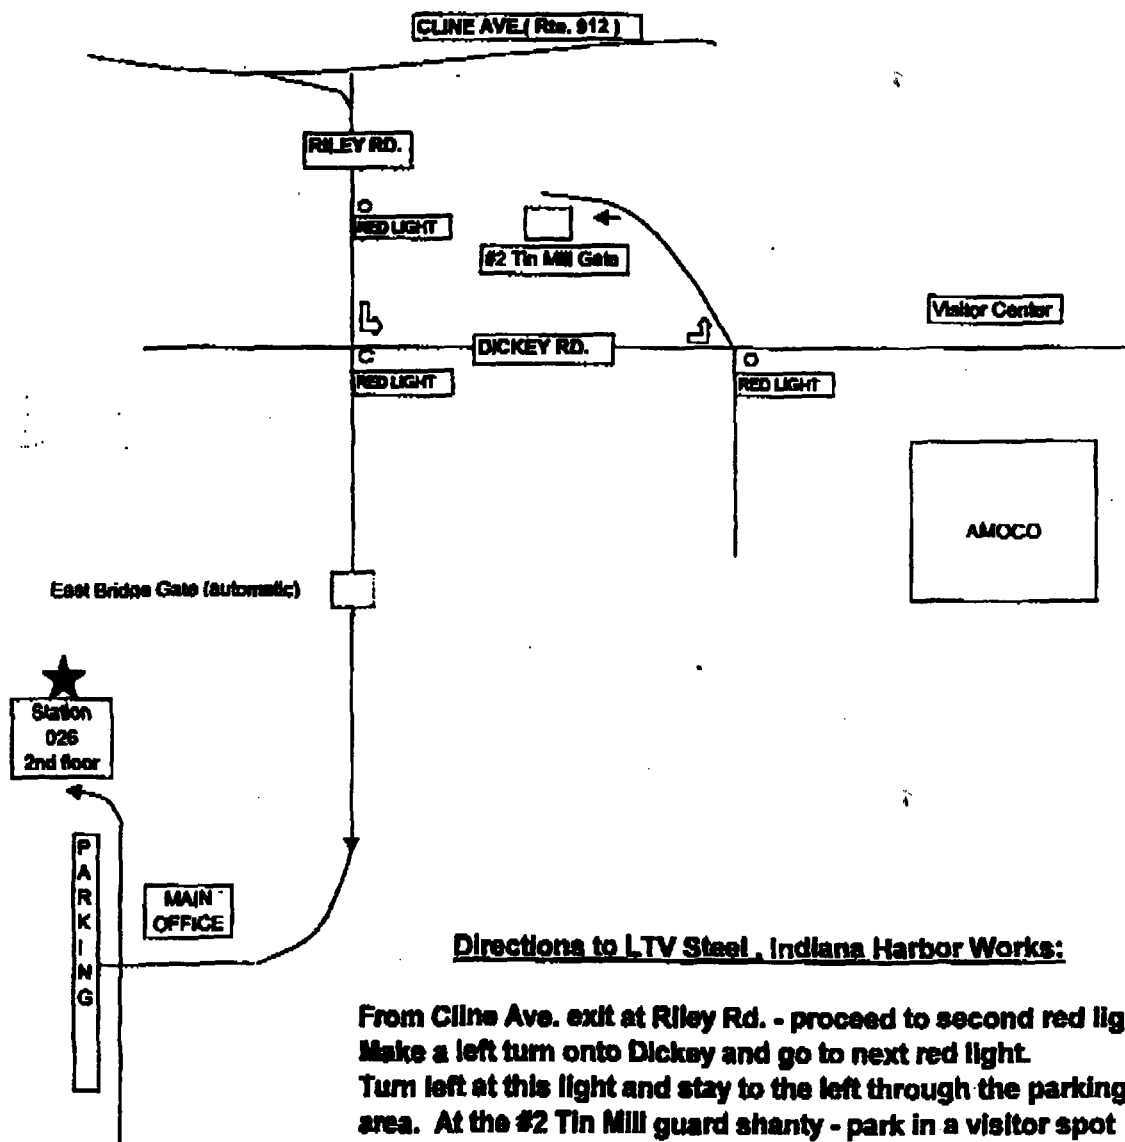 CLINE AVE.( Rte. 912 )
RILEY RD.
RED LIGHT
#2 Tin Mill Gate
Visitor Center
DICKEY RD.
RED LIGHT
RED LIGHT
AMOCO
East Bridge Gate (automatic)
Station
026
2nd floor
PARKING
MAIN
OFFICE
Directions to LTV Steel , Indiana Harbor Works:
From Cline Ave. exit at Riley Rd. - proceed to second red lig
Make a left turn onto Dickey and go to next red light.
Turn left at this light and stay to the left through the parking
area. At the #2 Tin Mill guard shanty - park in a visitor spot